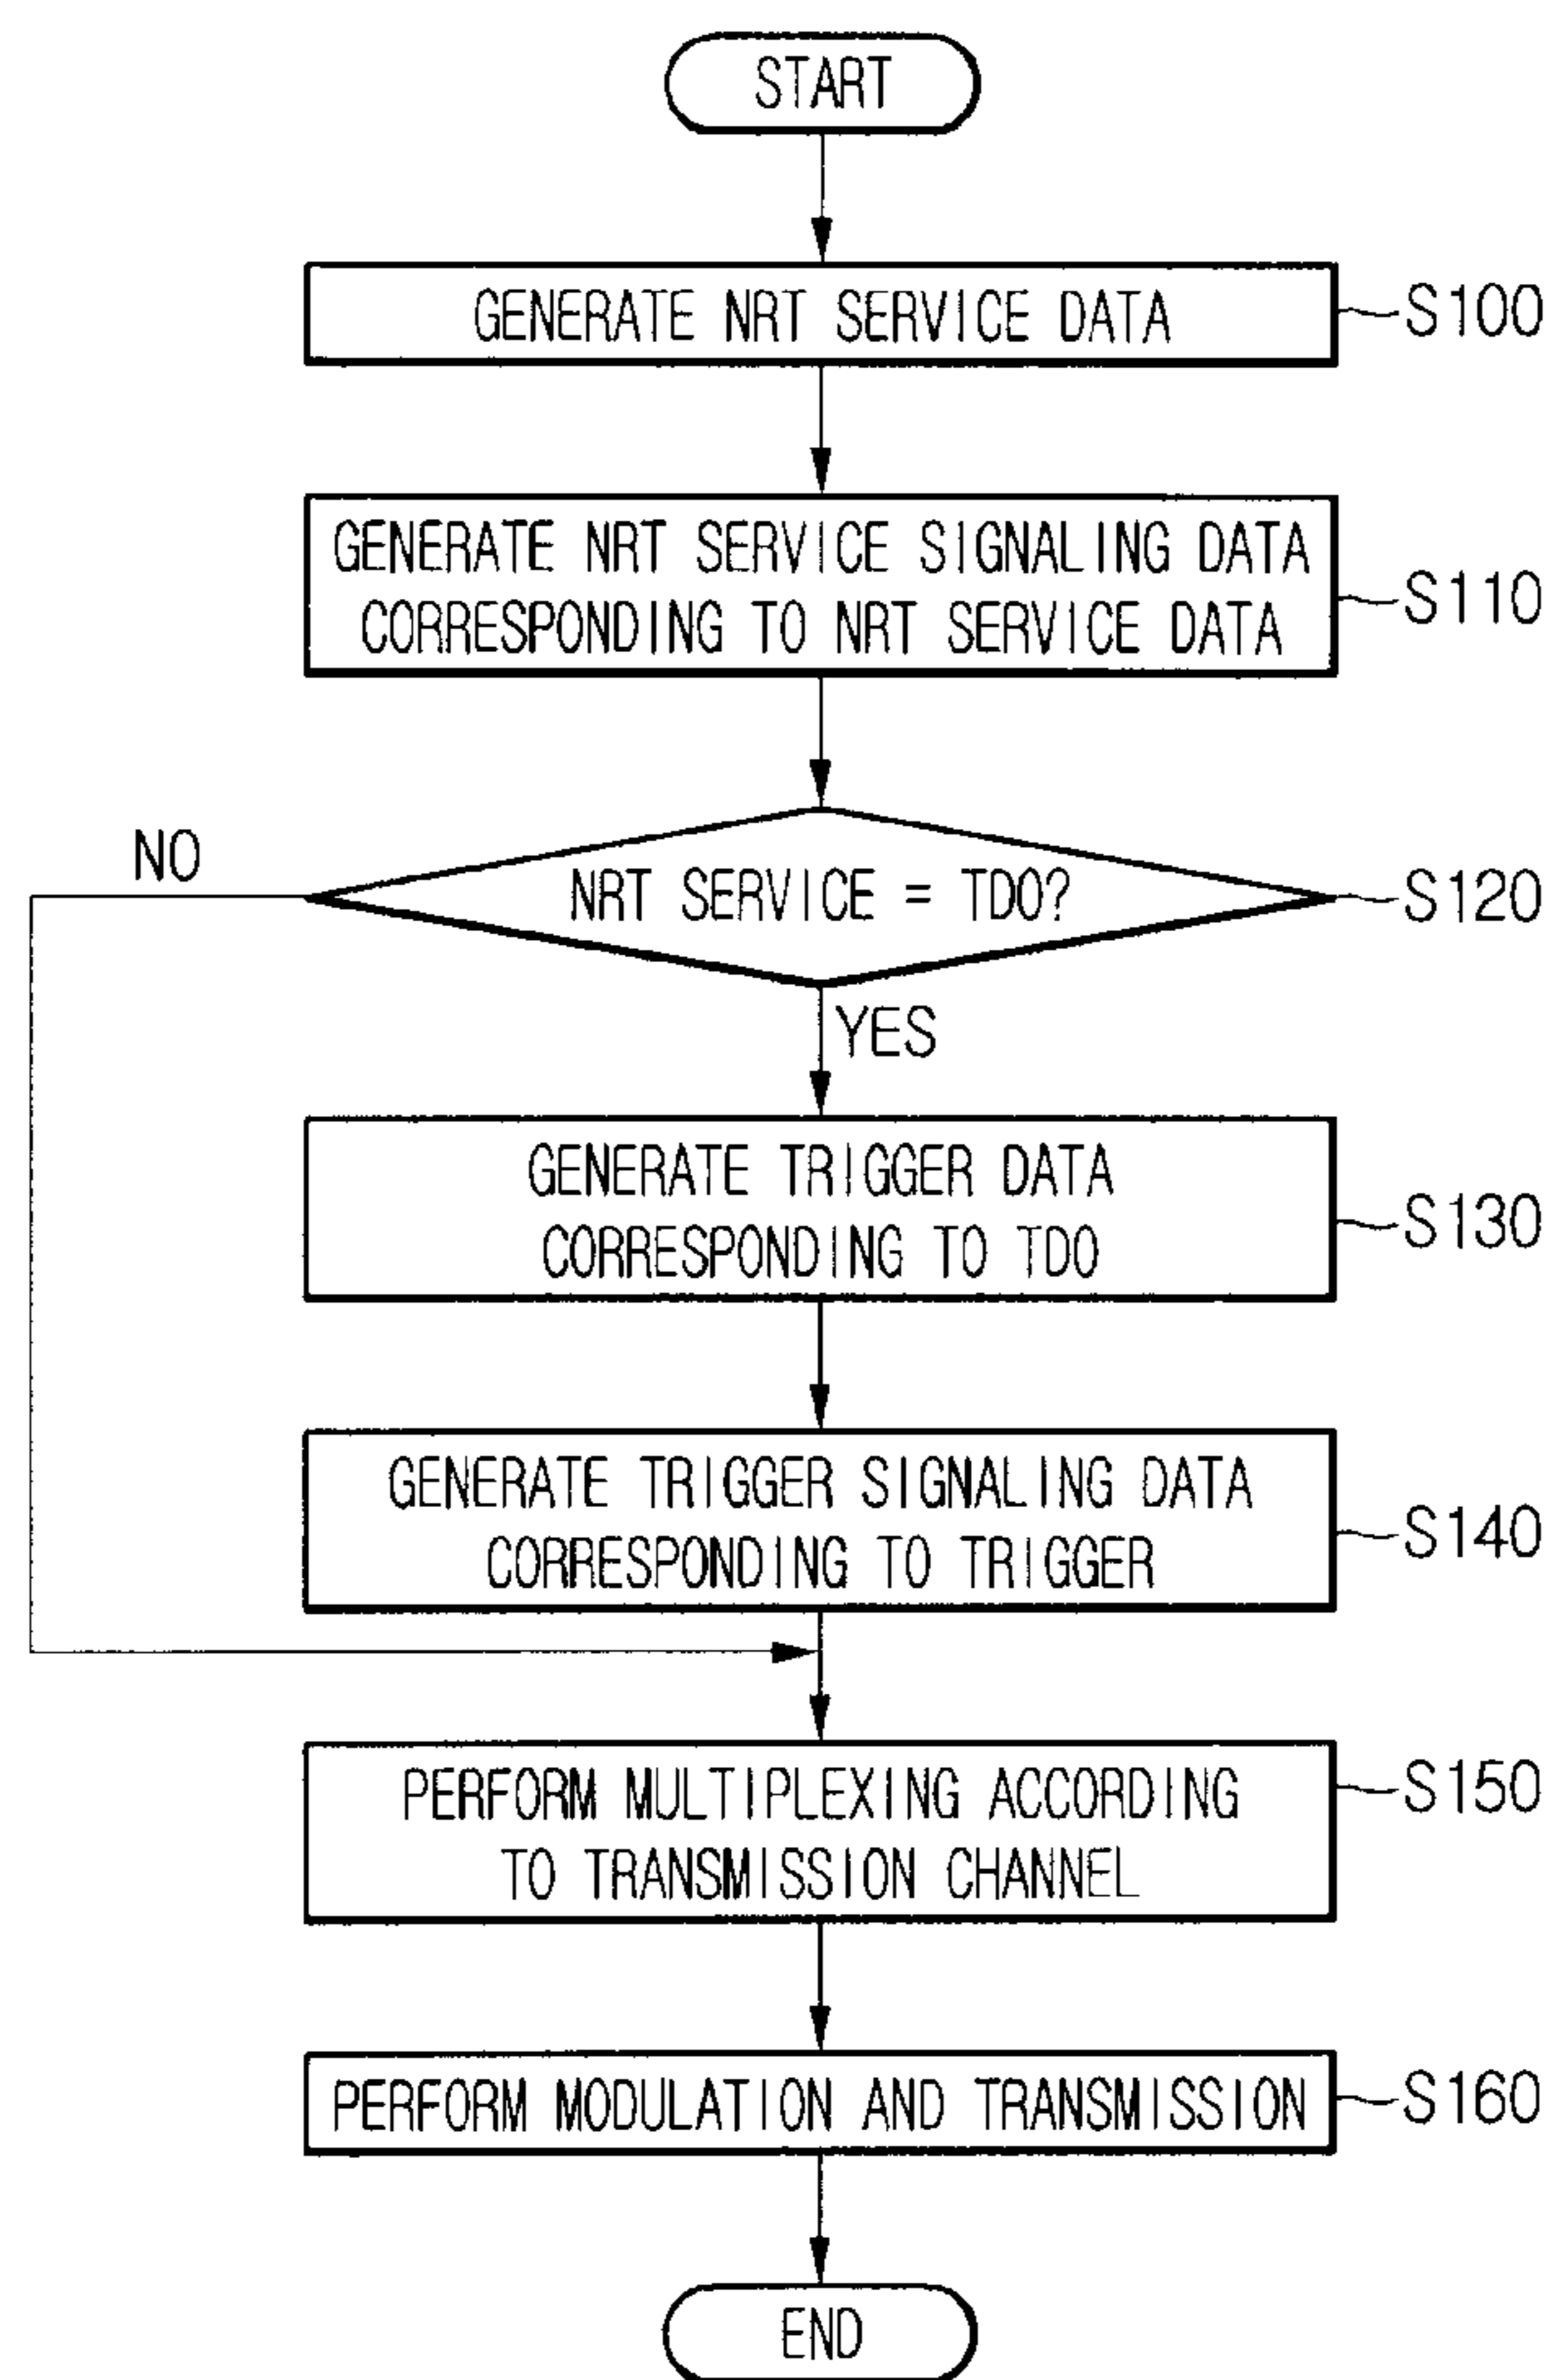 START
GENERATE NRT SERVICE DATA
S100
GENERATE NRT SERVICE SIGNALING DATA
CORRESPONDING TO NRT SERVICE DATA
S110
NO
NRT SERVICE = TDO?
S120
YES
GENERATE TRIGGER DATA
CORRESPONDING TO TDO
S130
GENERATE TRIGGER SIGNALING DATA
CORRESPONDING TO TRIGGER
S140
PERFORM MULTIPLEXING ACCORDING
TO TRANSMISSION CHANNEL
S150
PERFORM MODULATION AND TRANSMISSION
S160
END